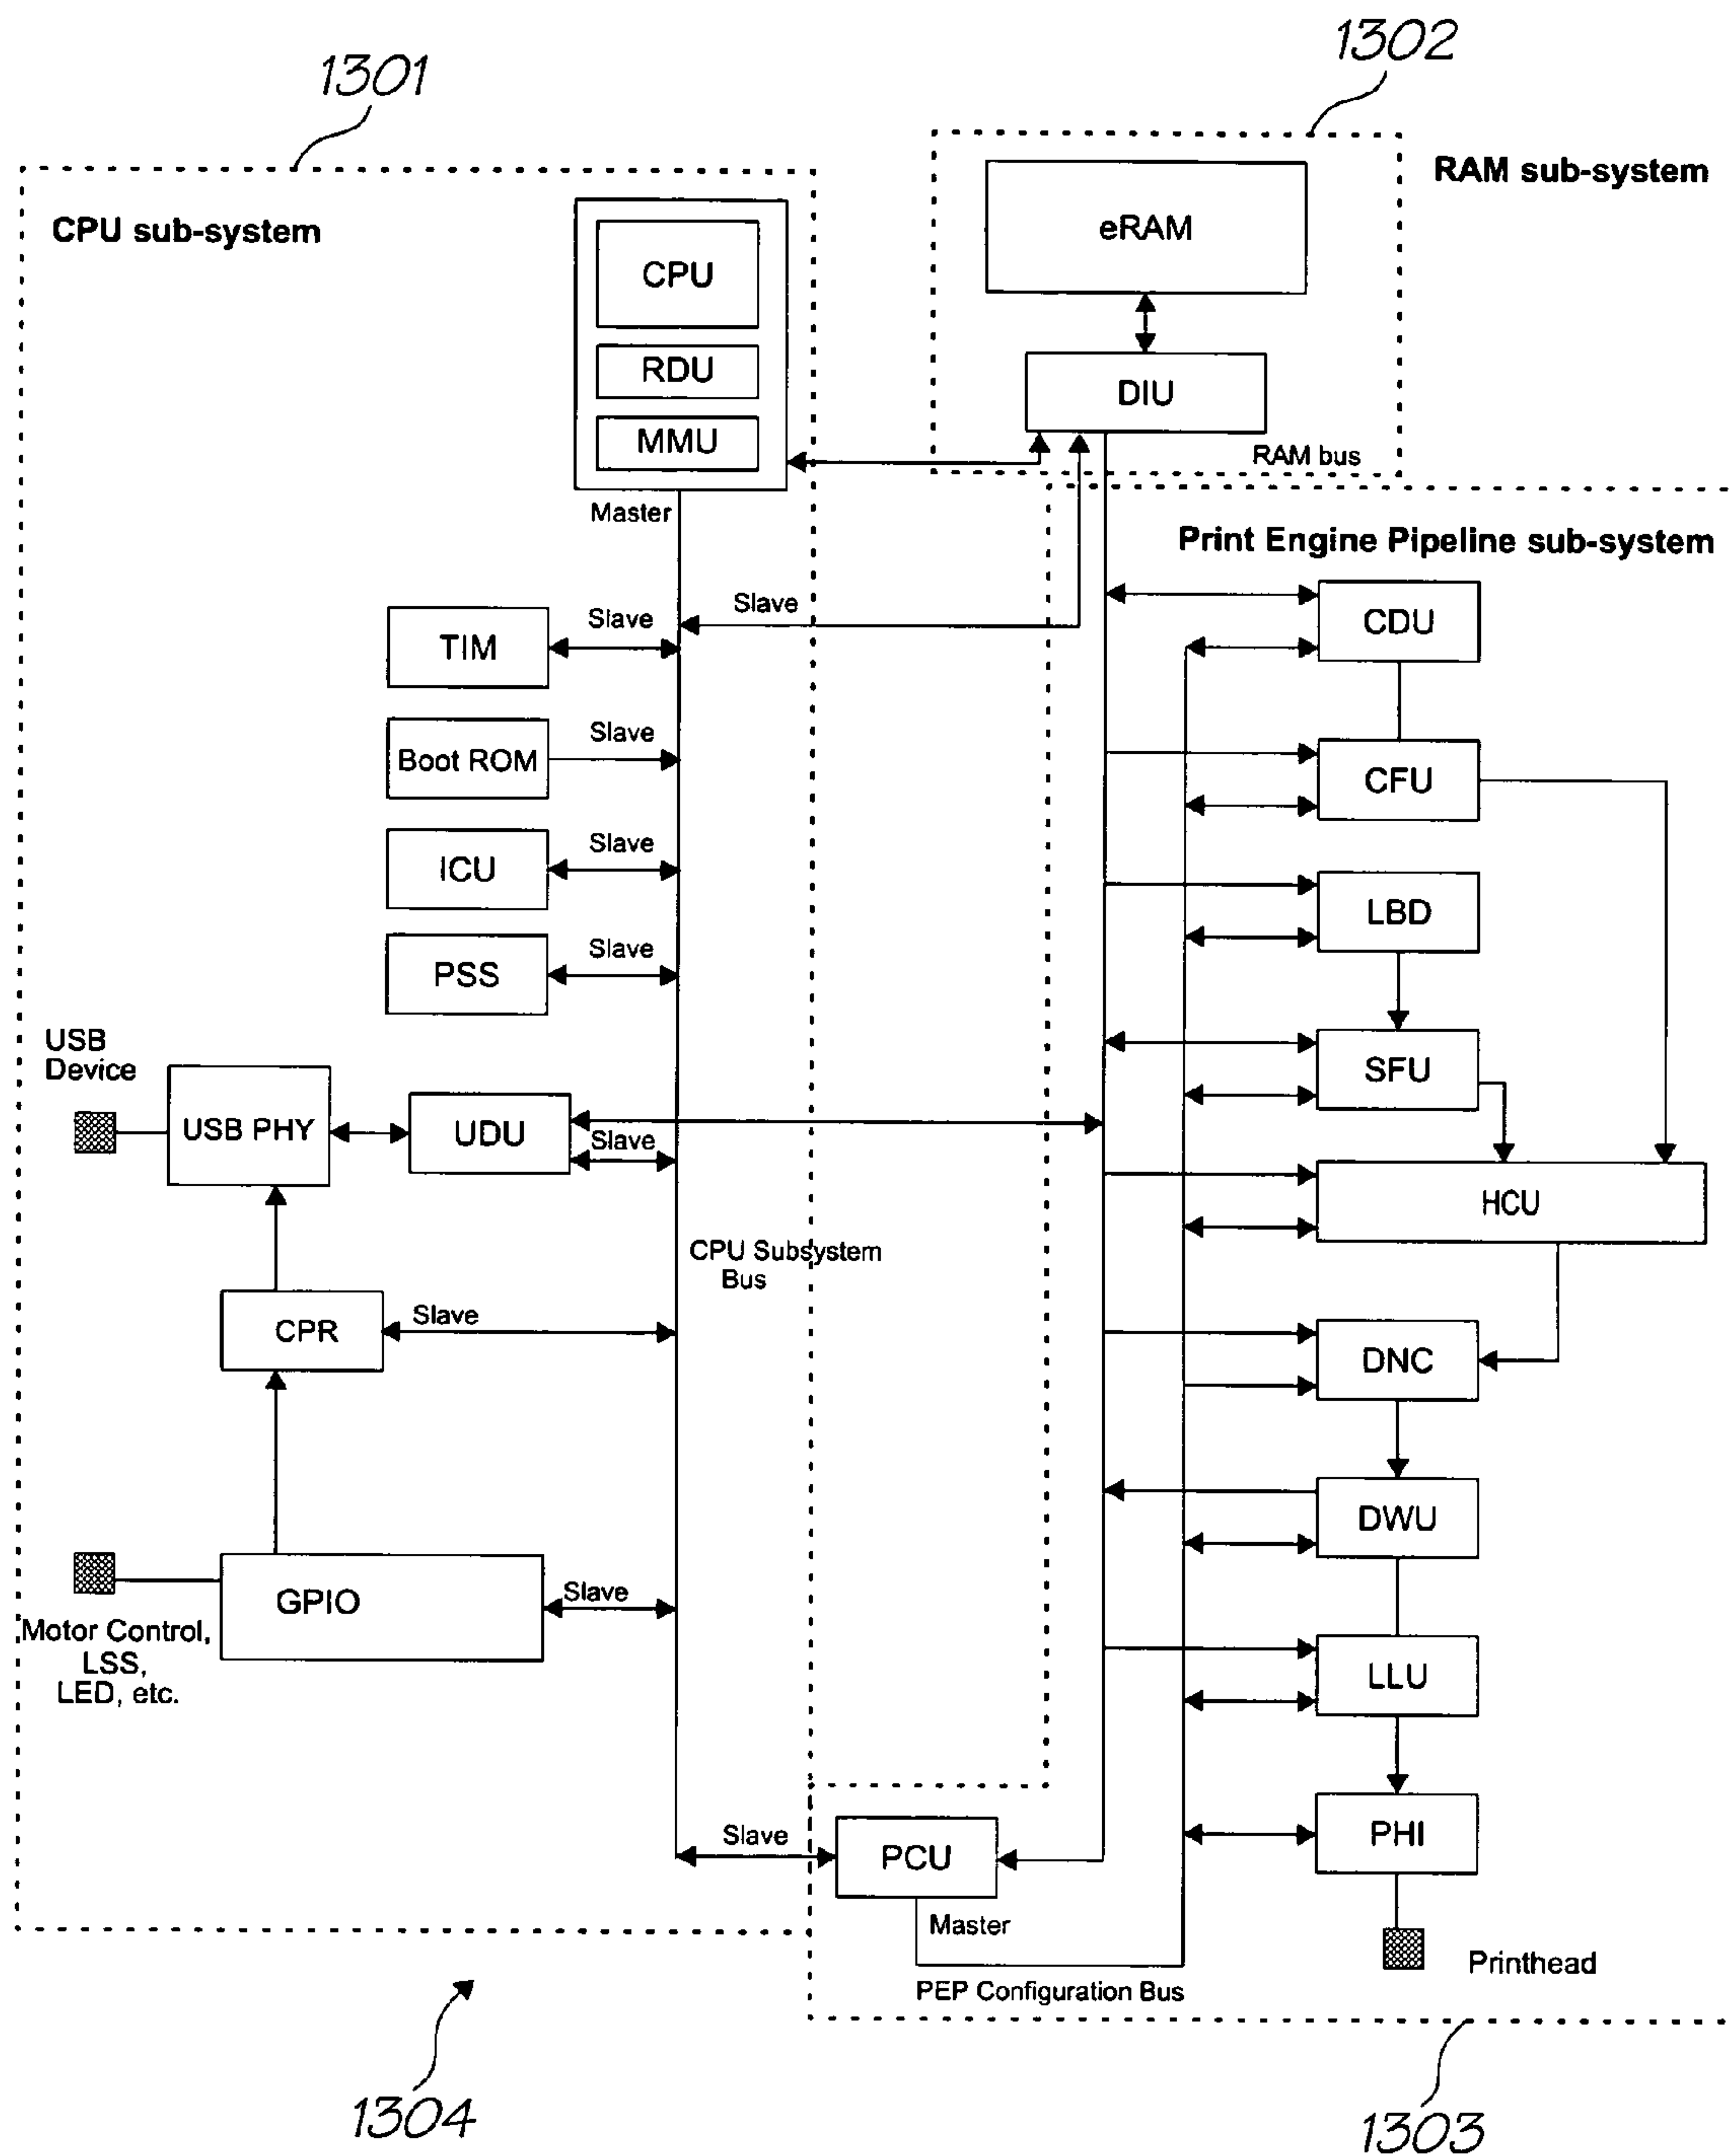 1302
1301
RAM sub-system
CPU sub-system
eRAM
CPU
RDU
DIU
MMU
RAM bus
Master
Print Engine Pipeline sub-system
Slave
Slave
CDU
TIM
Slave
Boot ROM
CFU
Slave
ICU
LBD
Slave
PSS
USB
Device
SFU
USB PHY
UDU
Slave
HCU
CPU Subsystem
Bus
Slave
CPR
DNC
DWU
Slave
GPIO
Motor Control,
LSS,
LED, etc.
LLU
Slave
PCU
PHI
Master
Printhead
PEP Configuration Bus
1304
1303